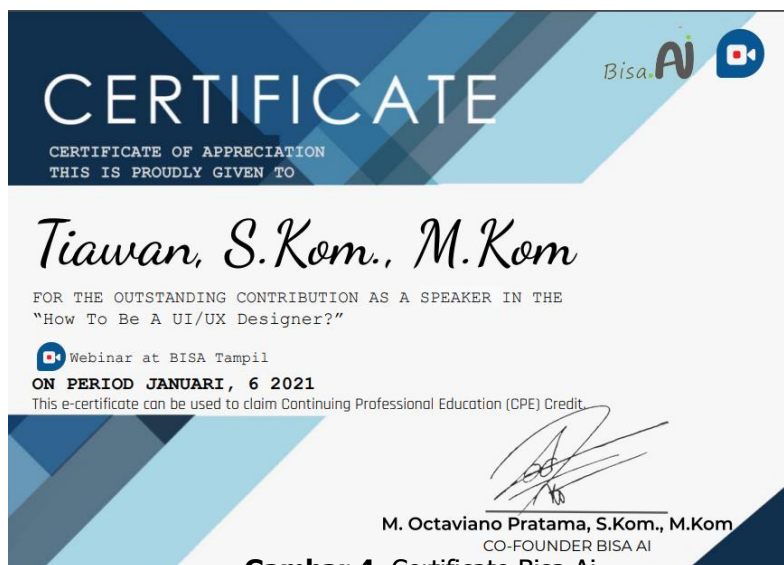 Bisa.Ai
CERTIFICATE
CERTIFICATE OF APPRECIATION
THIS IS PROUDLY GIVEN TO
Tiawan, S.Kom., M.Kom
FOR THE OUTSTANDING CONTRIBUTION AS A SPEAKER IN THE
“How To Be A UI/UX Designer?”
Webinar at BISA Tampil
ON PERIOD JANUARI, 6 2021
This e-certificate can be used to claim Continuing Professional Education (CPE) Credit.
M. Octaviano Pratama, S.Kom., M.Kom
CO-FOUNDER BISA AI
Gambar 4. Certificate Bisa Ai